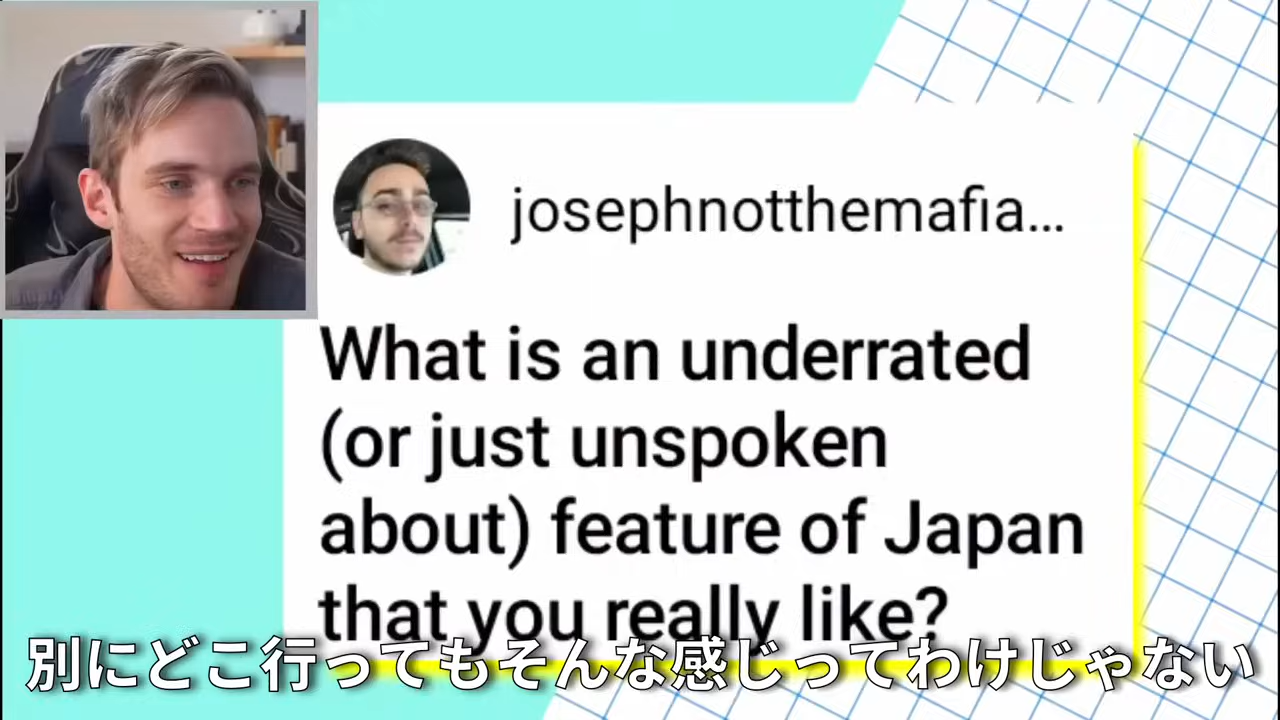 josephnotthemafia...
What is an underrated
(or just unspoken
about) feature of Japan
that you really like?
別にどこ行ってもそんな感じってわけじゃない